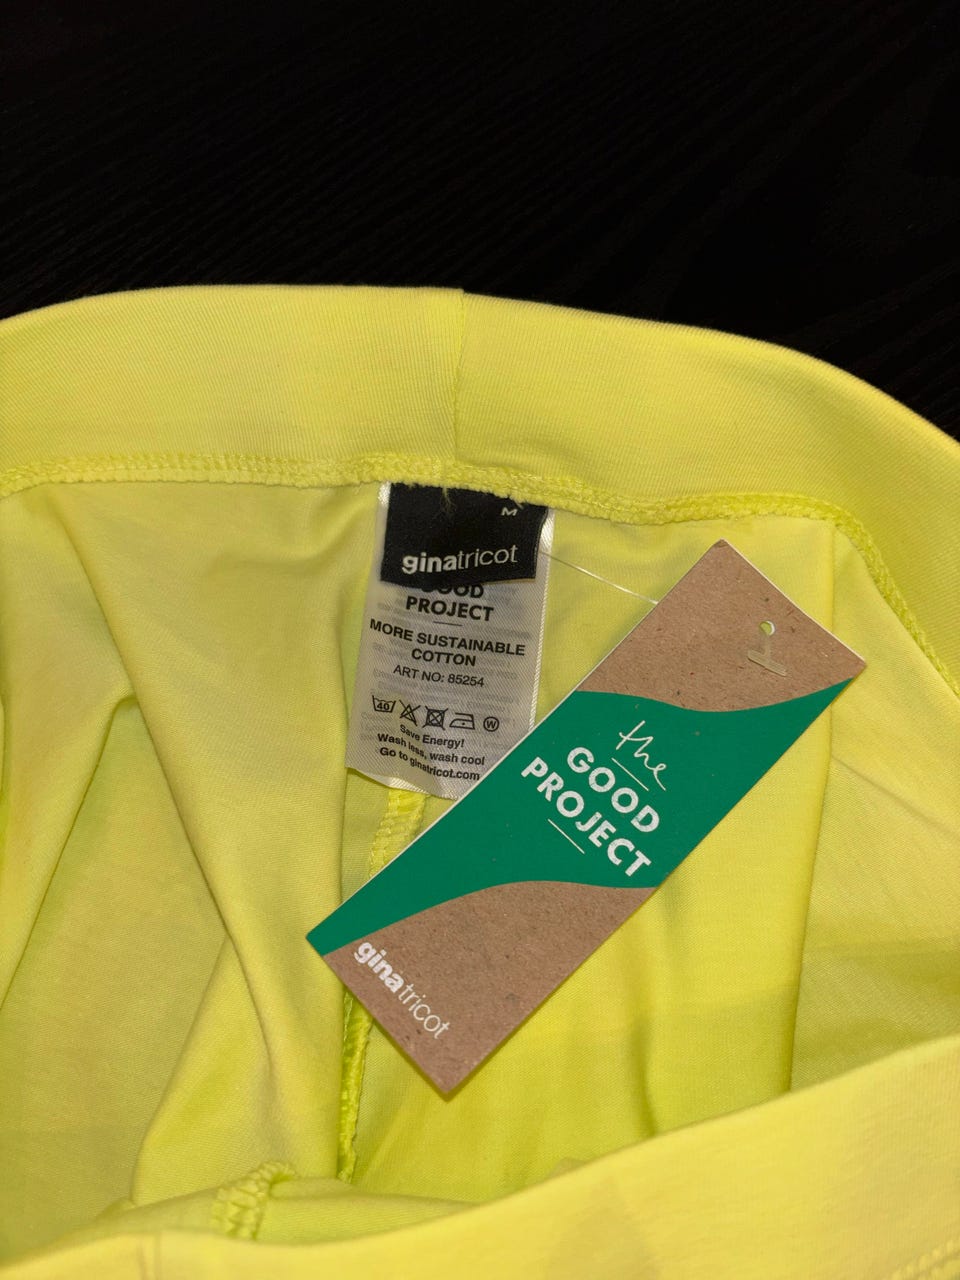 M
ginatricot
GOOD
PROJECT
MORE SUSTAINABLE
COTTON
ART NO: 85254
40
W
Save Energy!
Wash less, wash cool
Go to ginatricot.com
the
GOOD
PROJECT
ginatricot